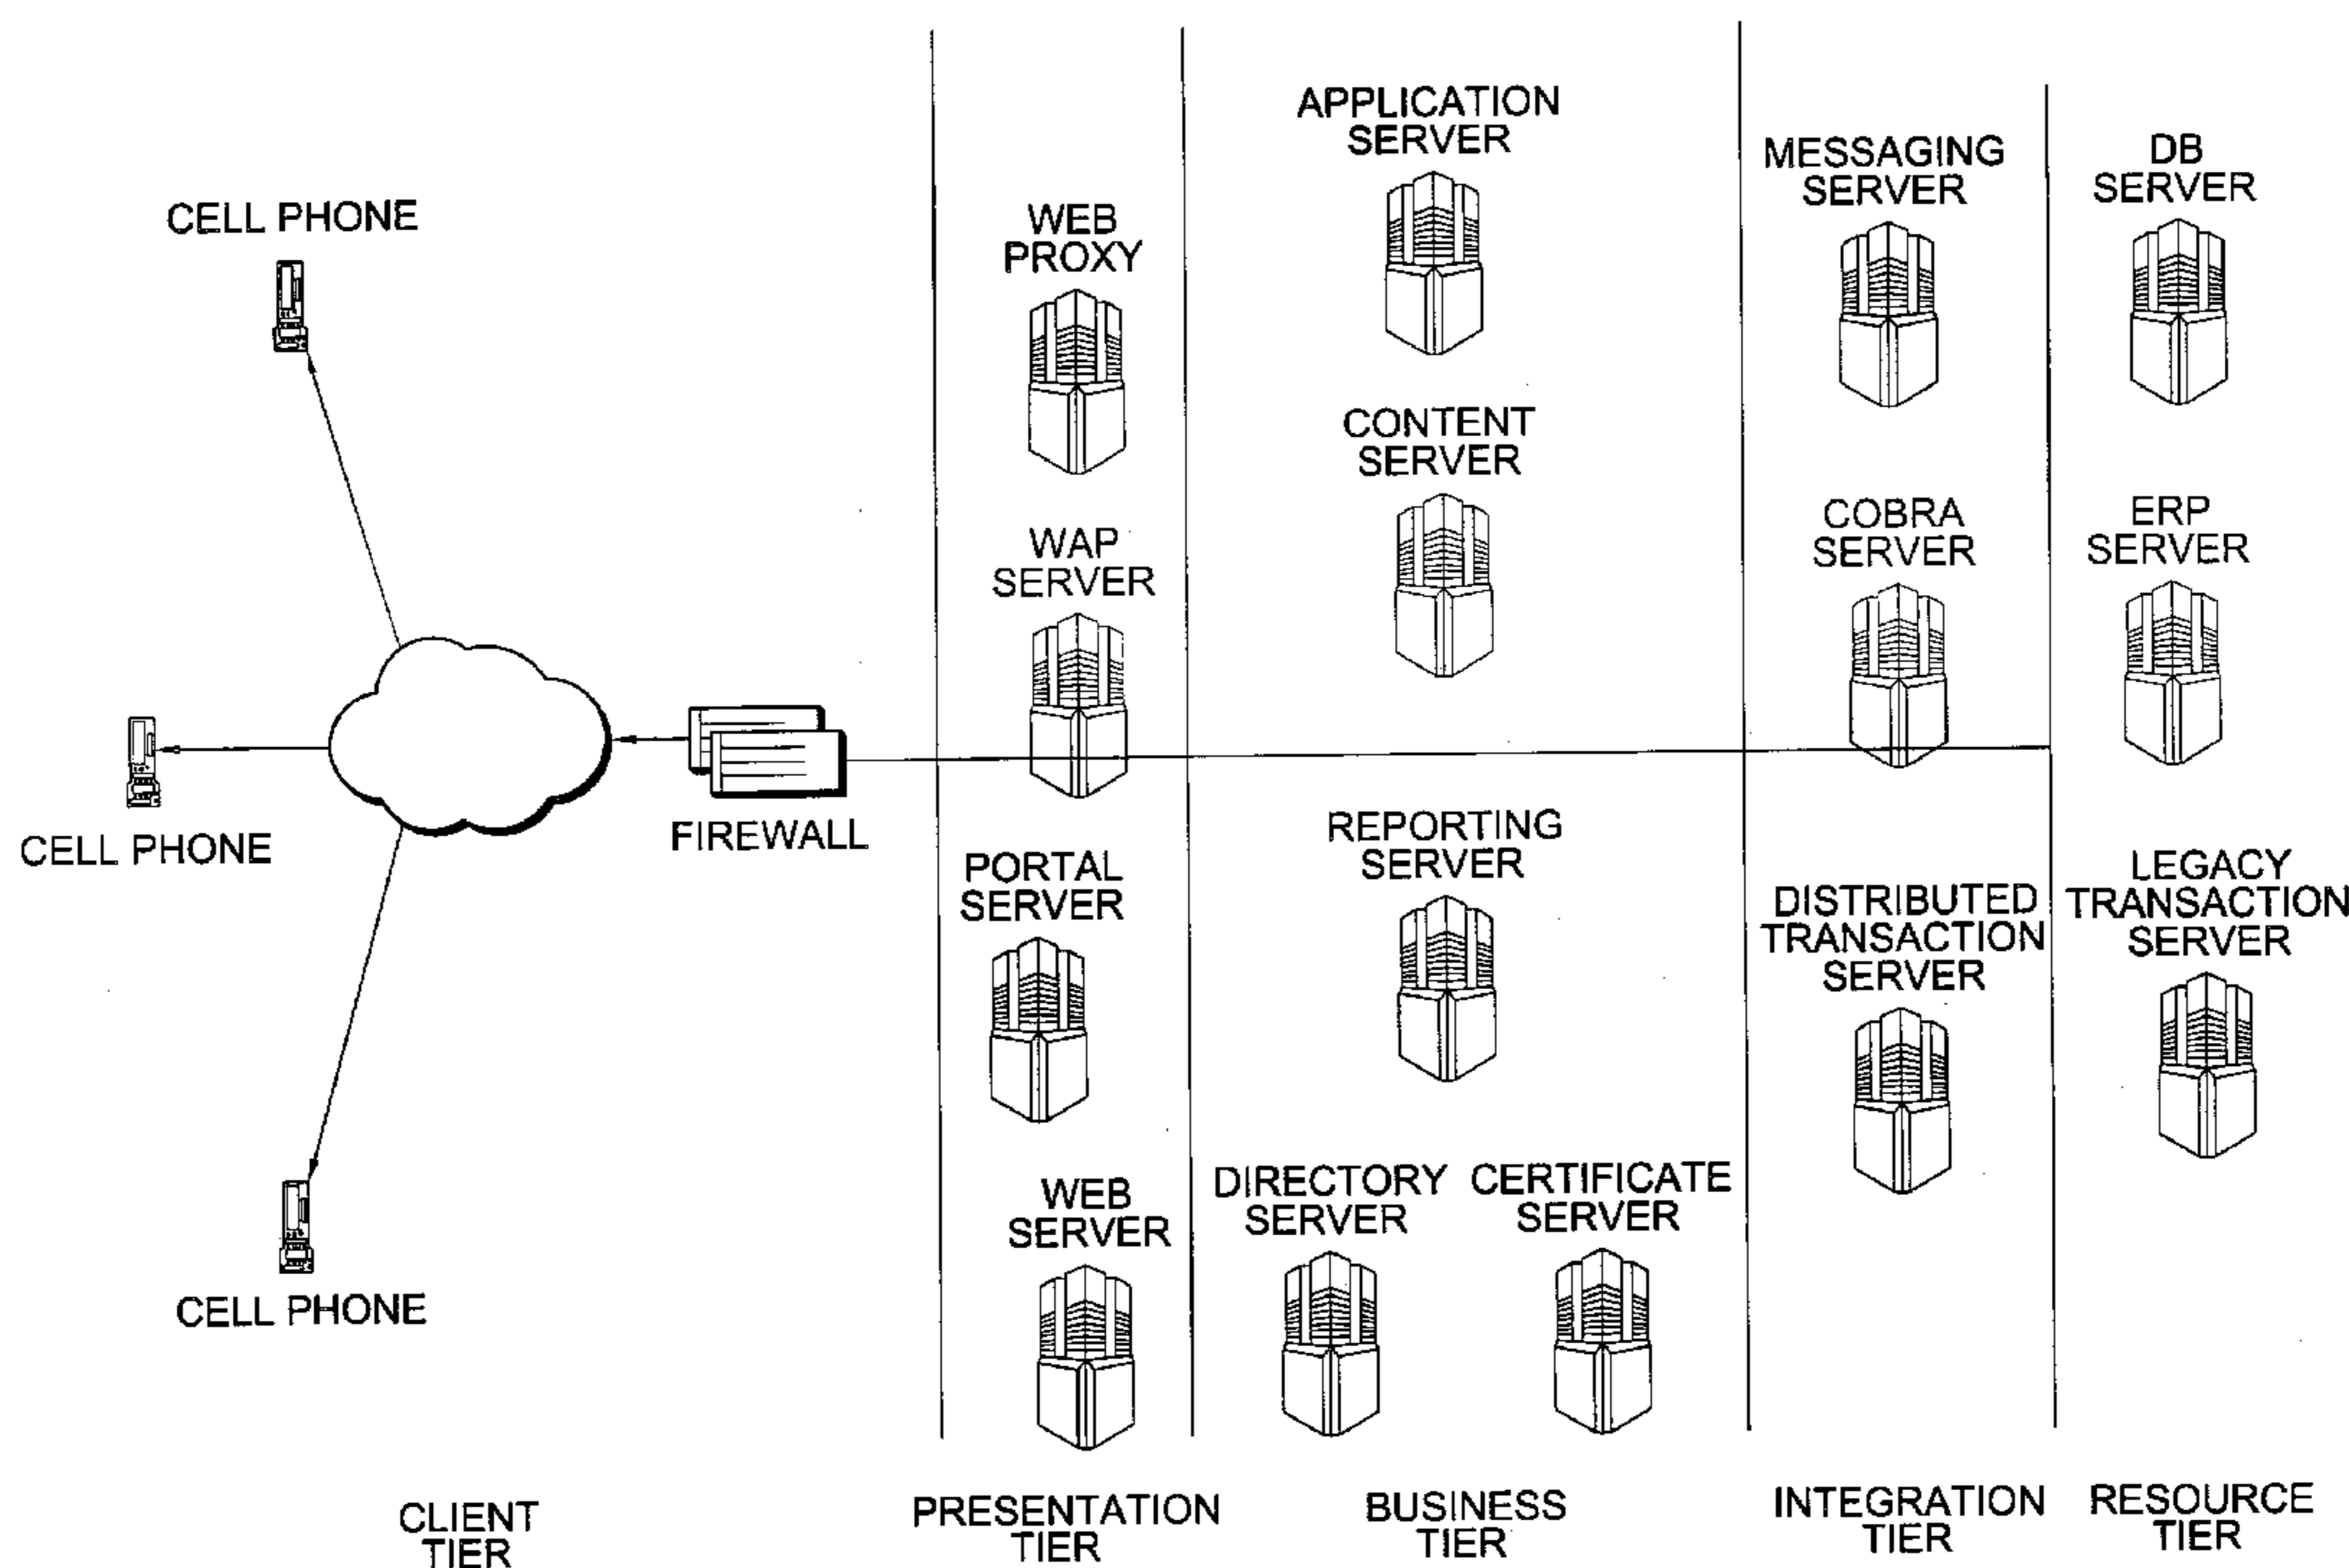 CELL PHONE
CELL PHONE
CELL PHONE
FIREWALL
CLIENT
TIER
WEB
PROXY
WAP
SERVER
PORTAL
SERVER
WEB
SERVER
PRESENTATION
TIER
APPLICATION
SERVER
CONTENT
SERVER
REPORTING
SERVER
DIRECTORY
SERVER
CERTIFICATE
SERVER
BUSINESS
TIER
MESSAGING
SERVER
COBRA
SERVER
DISTRIBUTED
TRANSACTION
SERVER
INTEGRATION
TIER
DB
SERVER
ERP
SERVER
LEGACY
TRANSACTION
SERVER
RESOURCE
TIER